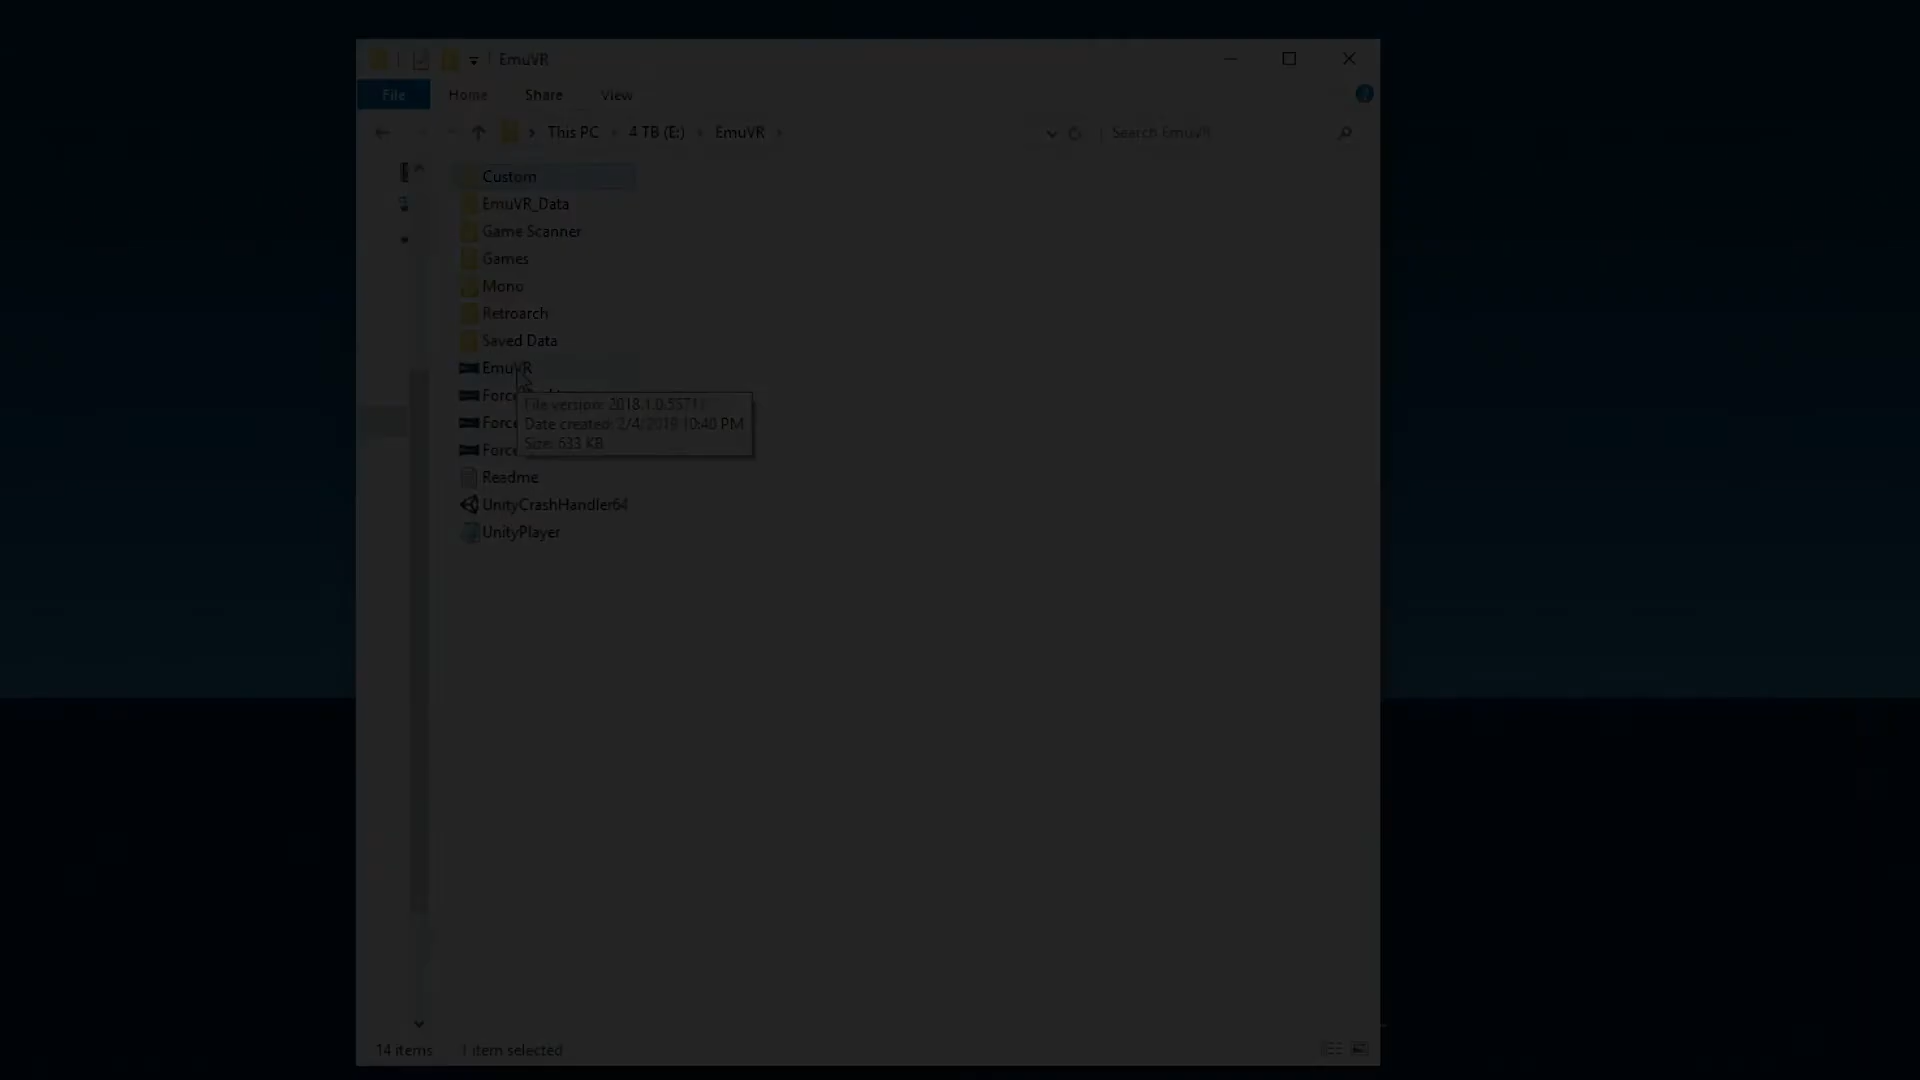 EmuVR
File Home Share View
This PC 4 TB (E:) EmuVR Search EmuVR
Custom
EmuVR_Data
Game Scanner
Games
Mono
Retroarch
Saved Data
EmuVR
Force
File version: 2018.1.0.55711
Force
Date created: 2/4/2019 10:40 PM
Size: 633 KB
Force
Readme
UnityCrashHandler64
UnityPlayer
14 items 1 item selected